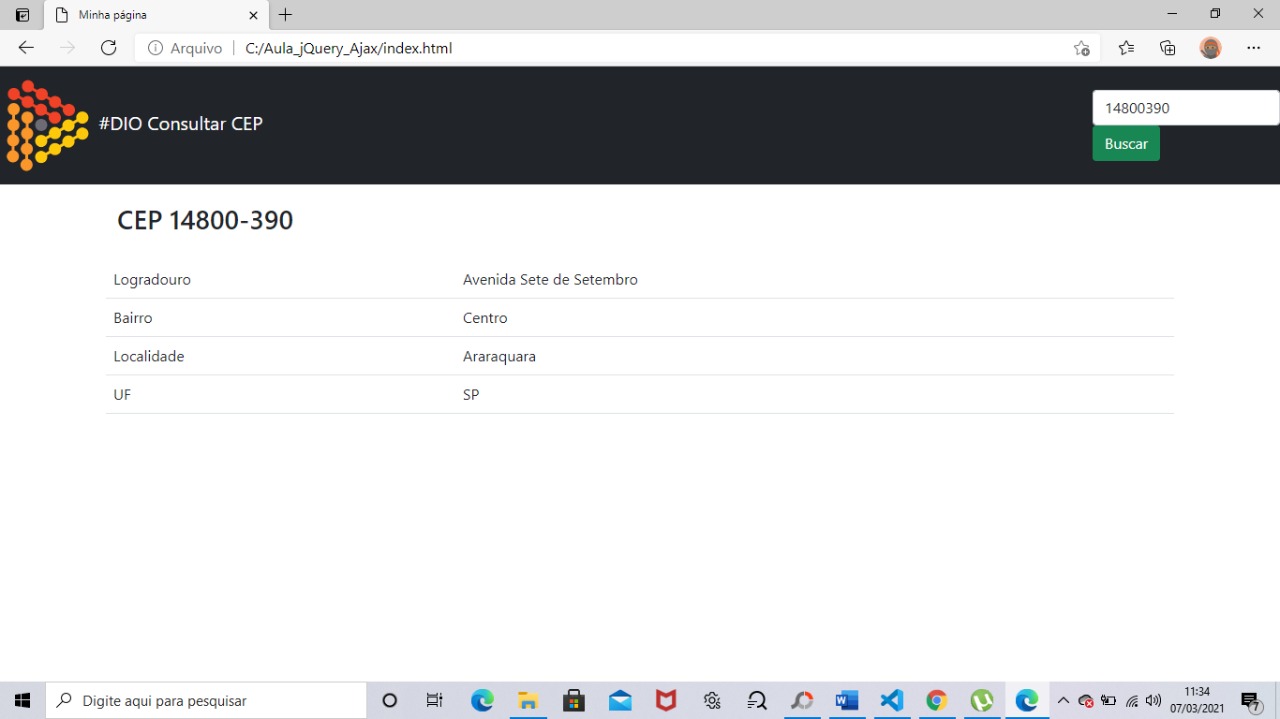 Minha página
Arquivo C:/Aula_jQuery_Ajax/index.html
#DIO Consultar CEP
14800390
Buscar
CEP 14800-390
Logradouro Avenida Sete de Setembro
Bairro Centro
Localidade Araraquara
UF SP
Digite aqui para pesquisar
11:34
07/03/2021
7